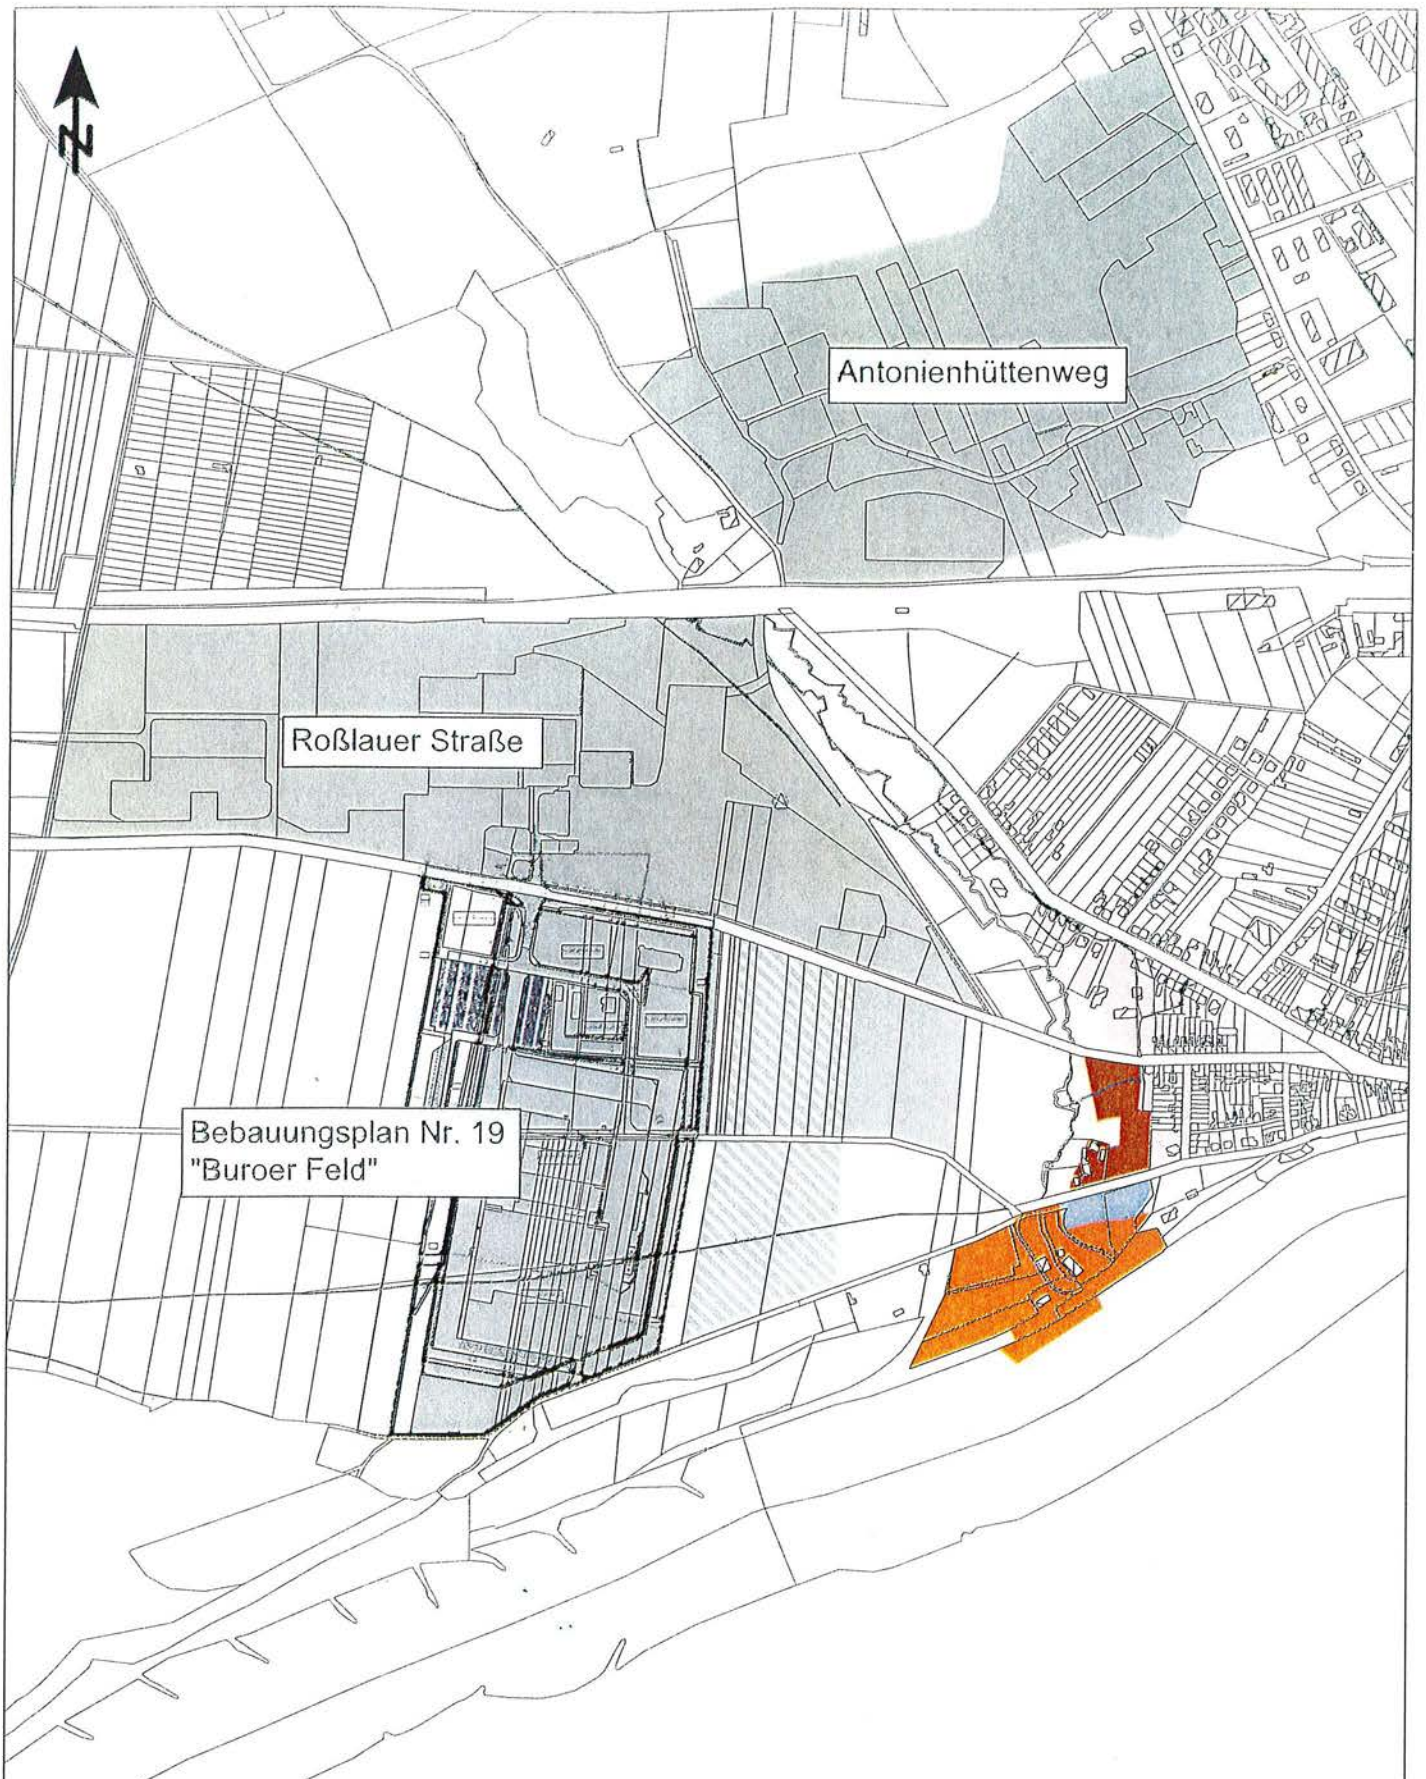 N
Antonienhüttenweg
Roßlauer Straße
Bebauungsplan Nr. 19
"Buroer Feld"